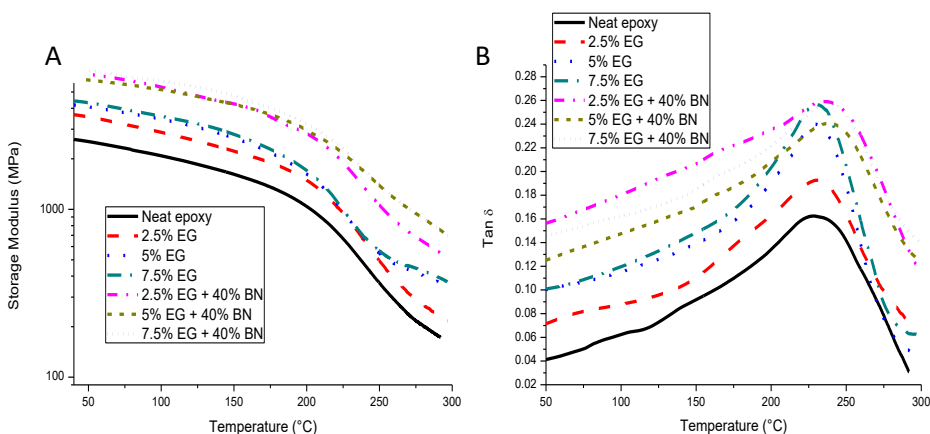 A
Storage Modulus (MPa)
1000
100
Neat epoxy
2.5% EG
5% EG
7.5% EG
2.5% EG + 40% BN
5% EG + 40% BN
7.5% EG + 40% BN
50 100 150 200 250 300
Temperature (°C)
B
Neat epoxy
2.5% EG
5% EG
7.5% EG
2.5% EG + 40% BN
5% EG + 40% BN
7.5% EG + 40% BN
Tan δ
0.28
0.26
0.24
0.22
0.20
0.18
0.16
0.14
0.12
0.10
0.08
0.06
0.04
0.02
50 100 150 200 250 300
Temperature (°C)